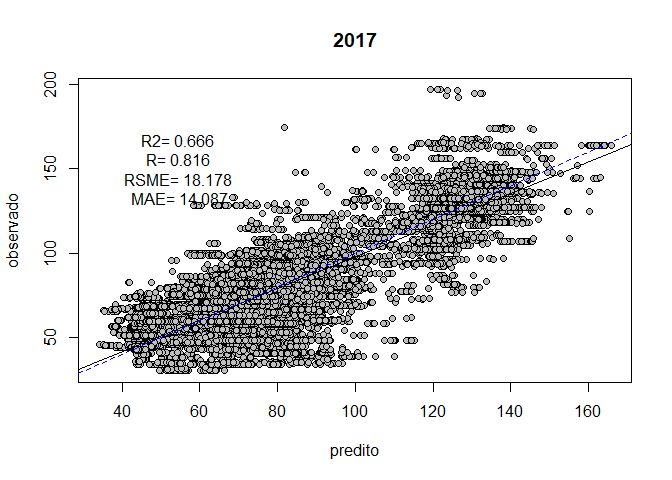 2017
R2= 0.666
R= 0.816
RSME= 18.178
MAE= 14.087
observado
200
150
100
50
40 60 80 100 120 140 160
predito